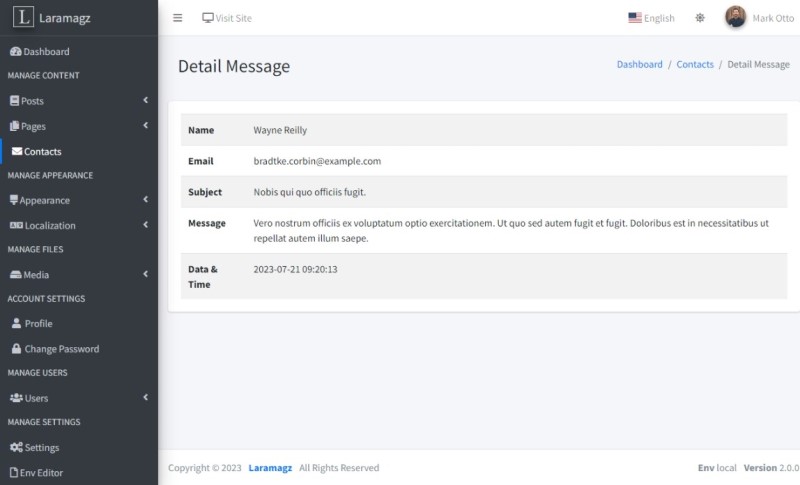 Laramagz
Visit Site
English
Mark Otto
Dashboard
MANAGE CONTENT
Posts
Pages
Contacts
MANAGE APPEARANCE
Appearance
Localization
MANAGE FILES
Media
ACCOUNT SETTINGS
Profile
Change Password
MANAGE USERS
Users
MANAGE SETTINGS
Settings
Env Editor
Detail Message
Dashboard / Contacts / Detail Message
Name Wayne Reilly
Email bradtke.corbin@example.com
Subject Nobis qui quo officiis fugit.
Message Vero nostrum officiis ex voluptatum optio exercitationem. Ut quo sed autem fugit et fugit. Doloribus est in necessitatibus ut
repellat autem illum saepe.
Data & 2023-07-21 09:20:13
Time
Copyright © 2023 Laramagz All Rights Reserved
Env local Version 2.0.0